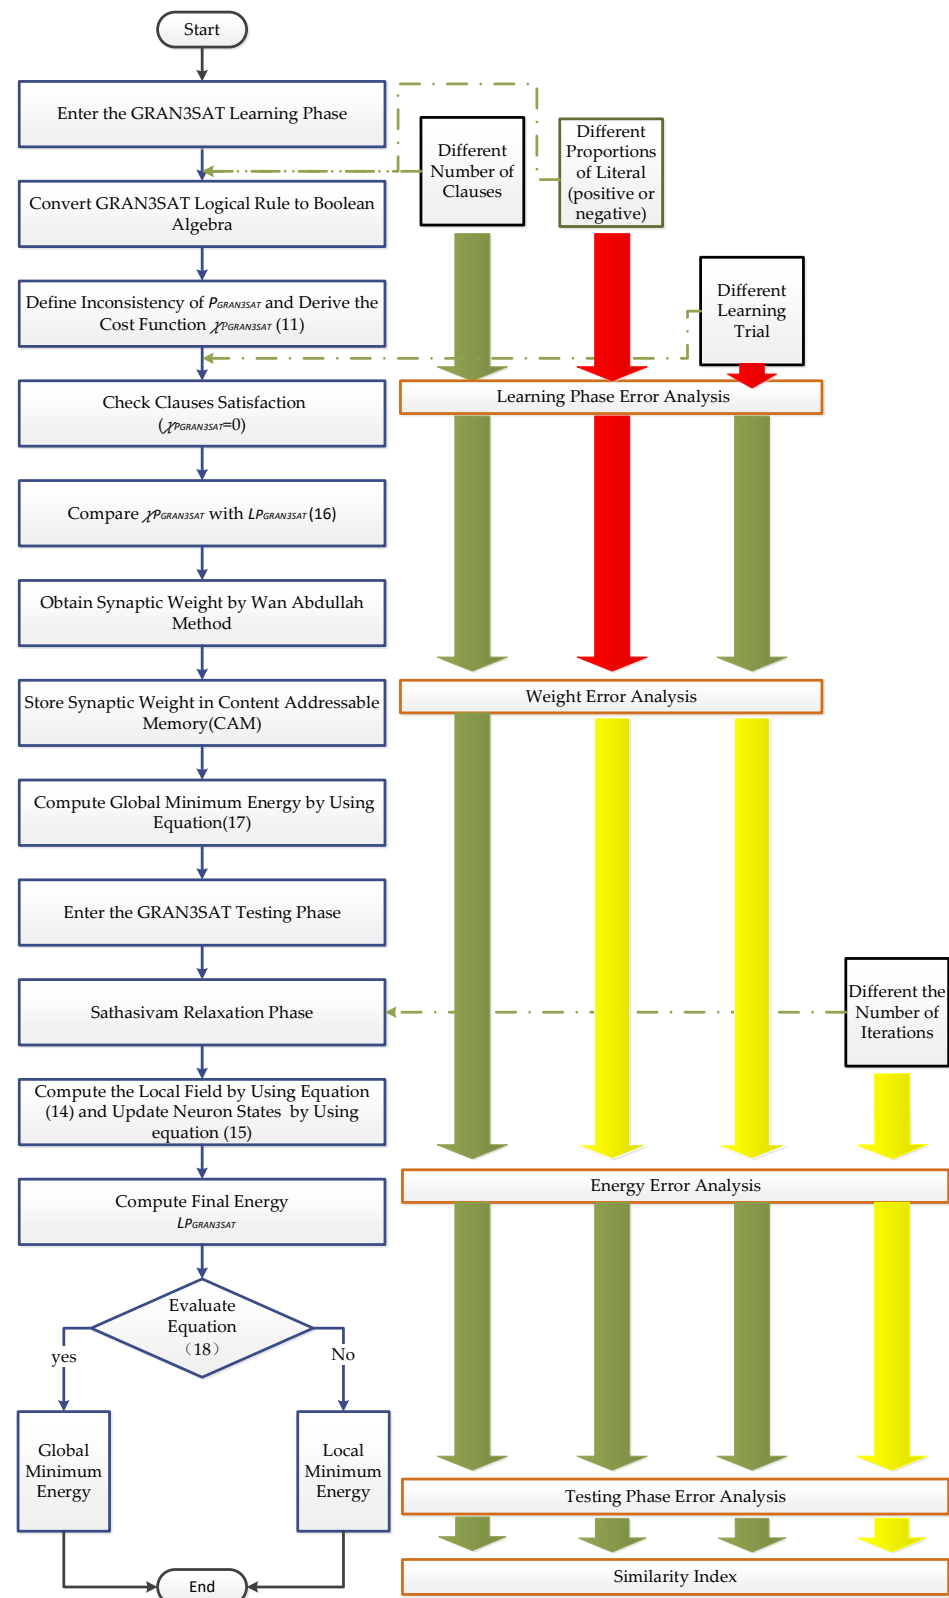 Start
Enter the GRAN3SAT Learning Phase
Different
Number of
Clauses
Different
Proportions
of Literal
(positive or
negative)
Convert GRAN3SAT Logical Rule to Boolean
Algebra
Define Inconsistency of PGRAN3SAT and Derive the
Cost Function χPGRAN3SAT (11)
Different
Learning
Trial
Check Clauses Satisfaction
(χPGRAN3SAT=0)
Learning Phase Error Analysis
Compare χPGRAN3SAT with LPGRAN3SAT (16)
Obtain Synaptic Weight by Wan Abdullah
Method
Store Synaptic Weight in Content Addressable
Memory(CAM)
Weight Error Analysis
Compute Global Minimum Energy by Using
Equation(17)
Enter the GRAN3SAT Testing Phase
Sathasivam Relaxation Phase
Different the
Number of
Iterations
Compute the Local Field by Using Equation
(14) and Update Neuron States by Using
equation (15)
Energy Error Analysis
Compute Final Energy
LPGRAN3SAT
Evaluate
Equation
（18）
yes
No
Global
Minimum
Energy
Local
Minimum
Energy
Testing Phase Error Analysis
Similarity Index
End